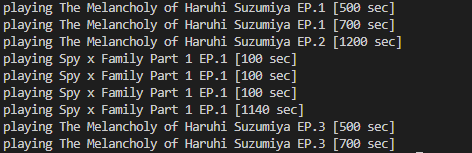 playing The Melancholy of Haruhi Suzumiya EP.1 [500 sec]
playing The Melancholy of Haruhi Suzumiya EP.1 [700 sec]
playing The Melancholy of Haruhi Suzumiya EP.2 [1200 sec]
playing Spy x Family Part 1 EP.1 [100 sec]
playing Spy x Family Part 1 EP.1 [100 sec]
playing Spy x Family Part 1 EP.1 [100 sec]
playing Spy x Family Part 1 EP.1 [1140 sec]
playing The Melancholy of Haruhi Suzumiya EP.3 [500 sec]
playing The Melancholy of Haruhi Suzumiya EP.3 [700 sec]